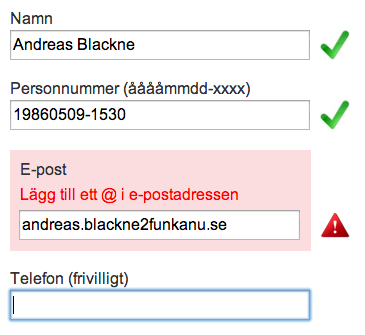 Namn
Andreas Blackne
Personnummer (ååååmmdd-xxxx)
19860509-1530
E-post
Lägg till ett @ i e-postadressen
andreas.blackne2funkanu.se
Telefon (frivilligt)